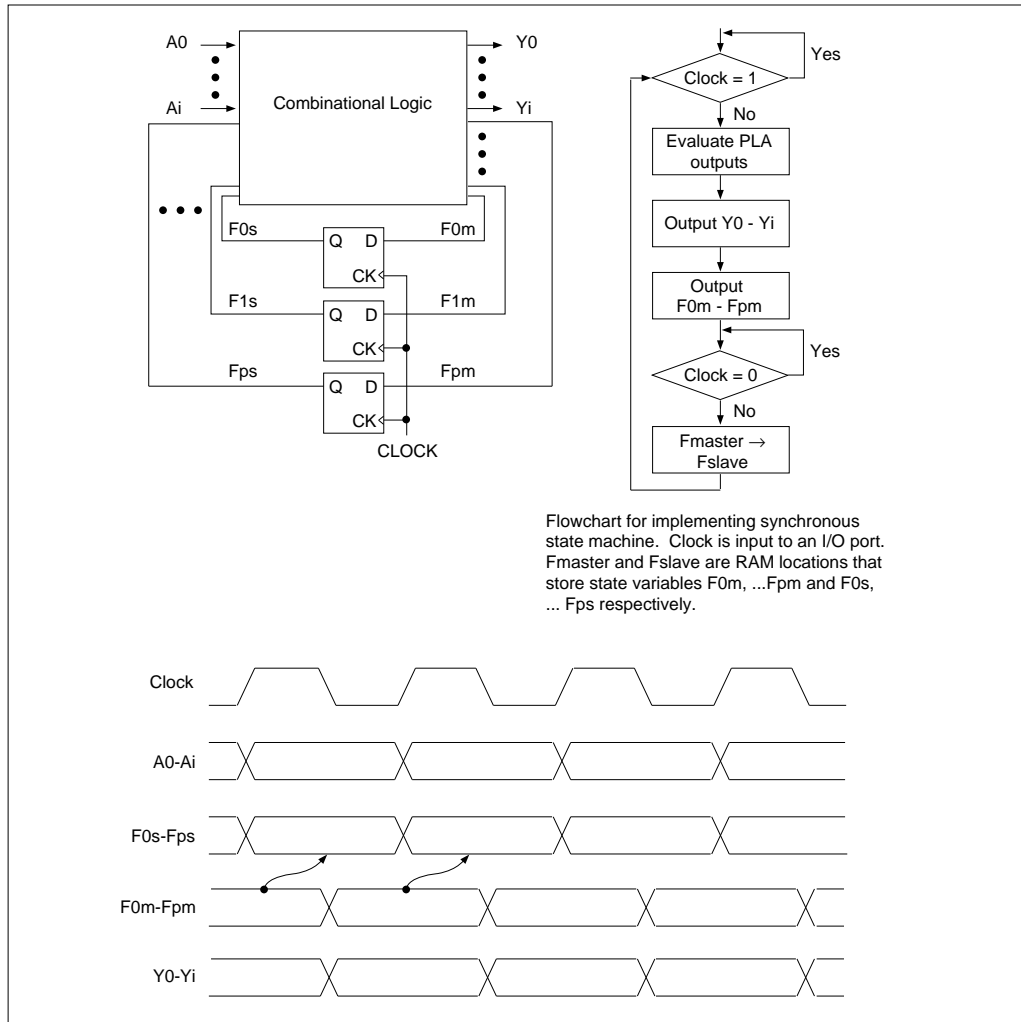 A0
Ai
Combinational Logic
Y0
Yi
F0s
Q D
CK
F0m
F1s
Q D
CK
F1m
Fps
Q D
CK
Fpm
CLOCK
Clock = 1
Yes
No
Evaluate PLA
outputs
Output Y0 - Yi
Output
F0m - Fpm
Clock = 0
Yes
No
Fmaster →
Fslave
Flowchart for implementing synchronous
state machine. Clock is input to an I/O port.
Fmaster and Fslave are RAM locations that
store state variables F0m, ...Fpm and F0s,
... Fps respectively.
Clock
A0-Ai
F0s-Fps
F0m-Fpm
Y0-Yi